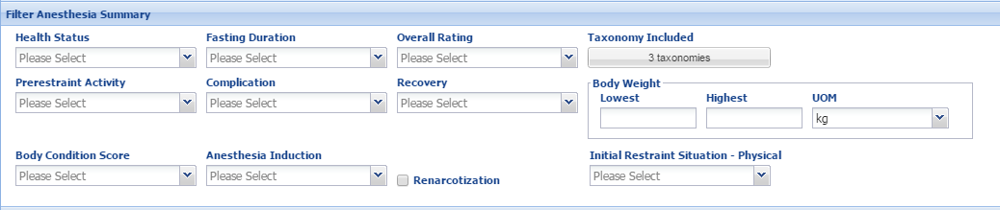 Filter Anesthesia Summary
Health Status Fasting Duration Overall Rating Taxonomy Included
Please Select Please Select Please Select 3 taxonomies
Prerestraint Activity Complication Recovery Body Weight
Please Select Please Select Please Select Lowest Highest UOM
kg
Body Condition Score Anesthesia Induction Initial Restraint Situation - Physical
Please Select Please Select Renarcotization Please Select